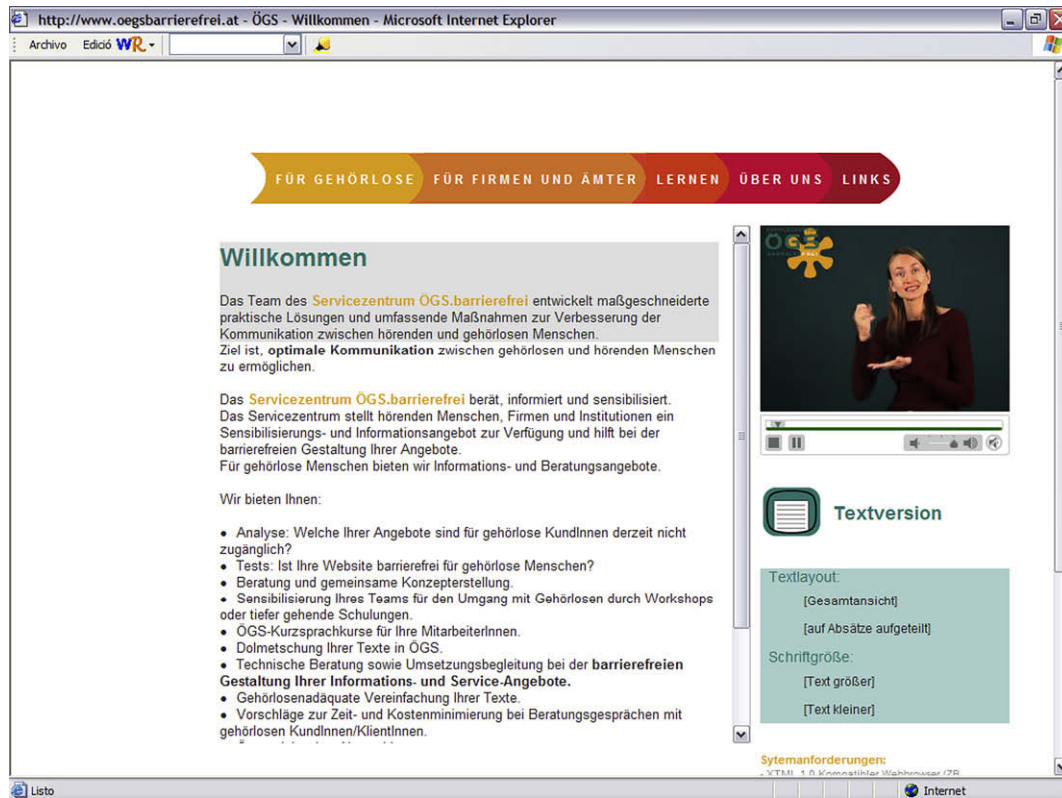 http://www.oegsbarrierefrei.at - ÖGS - Willkommen - Microsoft Internet Explorer
Archivo Edició WR
FÜR GEHÖRLOSE FÜR FIRMEN UND ÄMTER LERNEN ÜBER UNS LINKS
Willkommen
Das Team des Servicezentrum ÖGS.barrierefrei entwickelt maßgeschneiderte
praktische Lösungen und umfassende Maßnahmen zur Verbesserung der
Kommunikation zwischen hörenden und gehörlosen Menschen.
Ziel ist, optimale Kommunikation zwischen gehörlosen und hörenden Menschen
zu ermöglichen.
Das Servicezentrum ÖGS.barrierefrei berät, informiert und sensibilisiert.
Das Servicezentrum stellt hörenden Menschen, Firmen und Institutionen ein
Sensibilisierungs- und Informationsangebot zur Verfügung und hilft bei der
barrierefreien Gestaltung Ihrer Angebote.
Für gehörlose Menschen bieten wir Informations- und Beratungsangebote.
Wir bieten Ihnen:
• Analyse: Welche Ihrer Angebote sind für gehörlose KundInnen derzeit nicht
zugänglich?
• Tests: Ist Ihre Website barrierefrei für gehörlose Menschen?
• Beratung und gemeinsame Konzepterstellung.
• Sensibilisierung Ihres Teams für den Umgang mit Gehörlosen durch Workshops
oder tiefer gehende Schulungen.
• ÖGS-Kurzsprachkurse für Ihre MitarbeiterInnen.
• Dolmetschung Ihrer Texte in ÖGS.
• Technische Beratung sowie Umsetzungsbegleitung bei der barrierefreien
Gestaltung Ihrer Informations- und Service-Angebote.
• Gehörlosenadäquate Vereinfachung Ihrer Texte.
• Vorschläge zur Zeit- und Kostenminimierung bei Beratungsgesprächen mit
gehörlosen KundInnen/KlientInnen.
ÖGS
Textversion
Textlayout:
[Gesamtansicht]
[auf Absätze aufgeteilt]
Schriftgröße:
[Text größer]
[Text kleiner]
Sytemanforderungen:
- XTML 1.0 Kompatibler Webbrowser (ZB
Listo
Internet